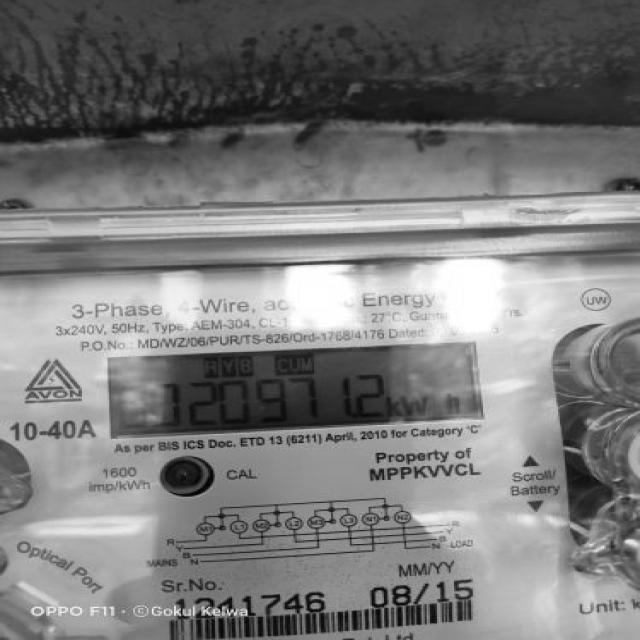 3-Phase, 4-Wire, ac Energy
UW
3x240V, 50Hz, Type AEM-304, CL-1 27°C,
P.O.No.: MD/WZ/06/PUR/TS-826/Ord-1768/4176 Dated:
RYB CUM
kW h
AVON
10-40A
As per BIS ICS Doc. ETD 13 (6211) April, 2010 for Category 'C'
1600
imp/kWh
CAL
Property of
MPPKVVCL
Scroll/
Battery
MAINS
R
Y
B
N
LOAD
Optical Port
MM/YY
Sr.No.
241746 08/15
Unit:
OPPO F11 · ©Gokul Kelwa